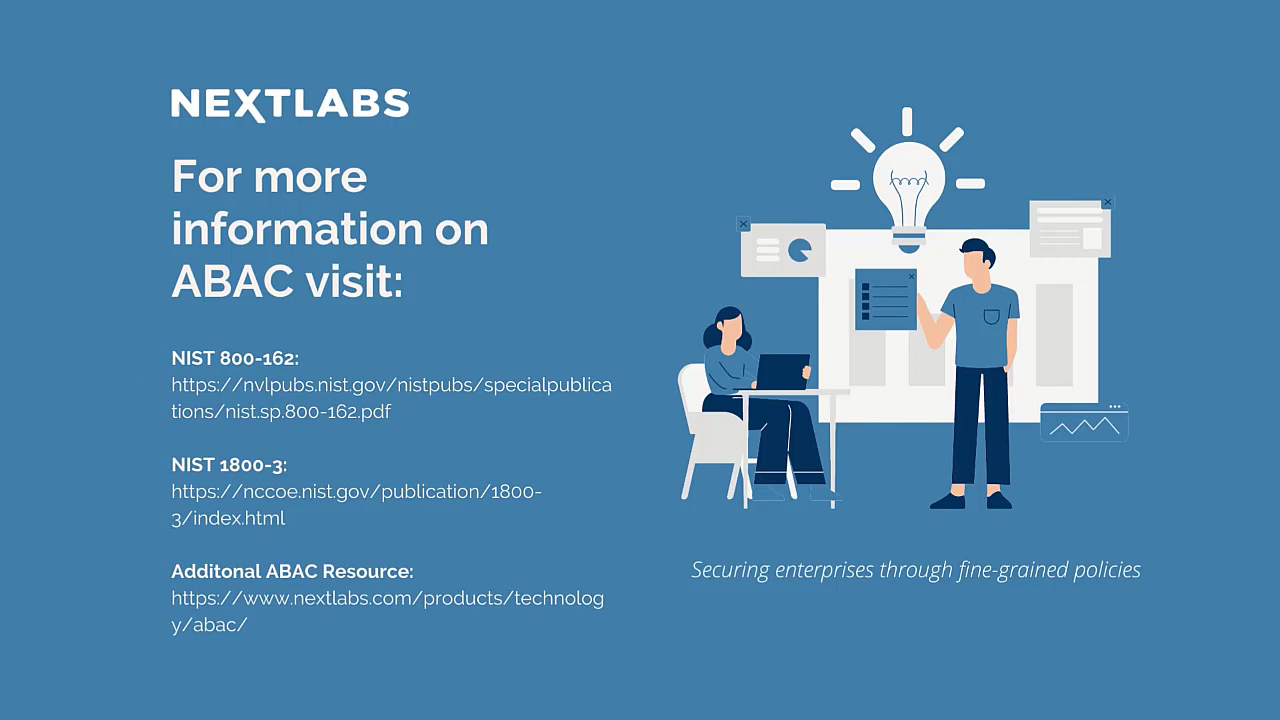 NEXTLABS
For more
information on
ABAC visit:
NIST 800-162:
https://nvlpubs.nist.gov/nistpubs/specialpublica
tions/nist.sp.800-162.pdf
NIST 1800-3:
https://nccoe.nist.gov/publication/1800-
3/index.html
Additonal ABAC Resource:
https://www.nextlabs.com/products/technolog
y/abac/
Securing enterprises through fine-grained policies